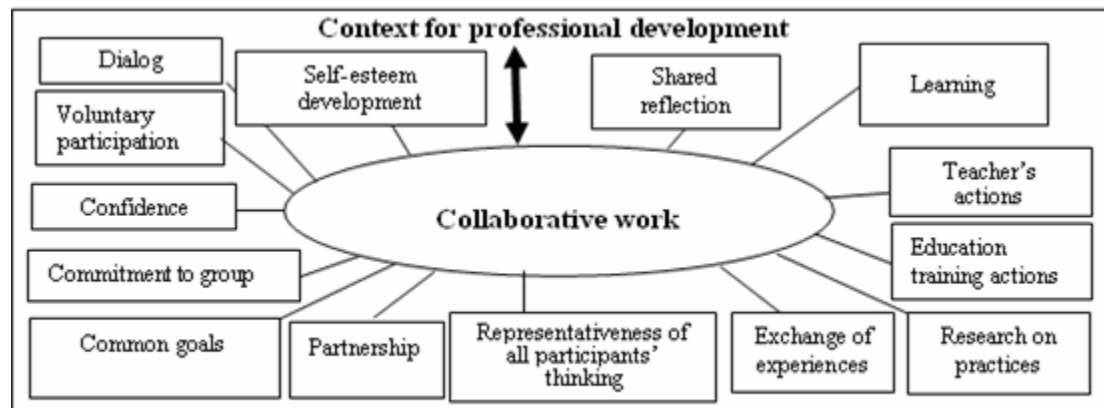 Context for professional development
Dialog
Self-esteem
development
Shared
reflection
Learning
Voluntary
participation
Teacher's
actions
Confidence
Collaborative work
Education
training actions
Commitment to group
Common goals
Partnership
Representativeness of
all participants'
thinking
Exchange of
experiences
Research on
practices